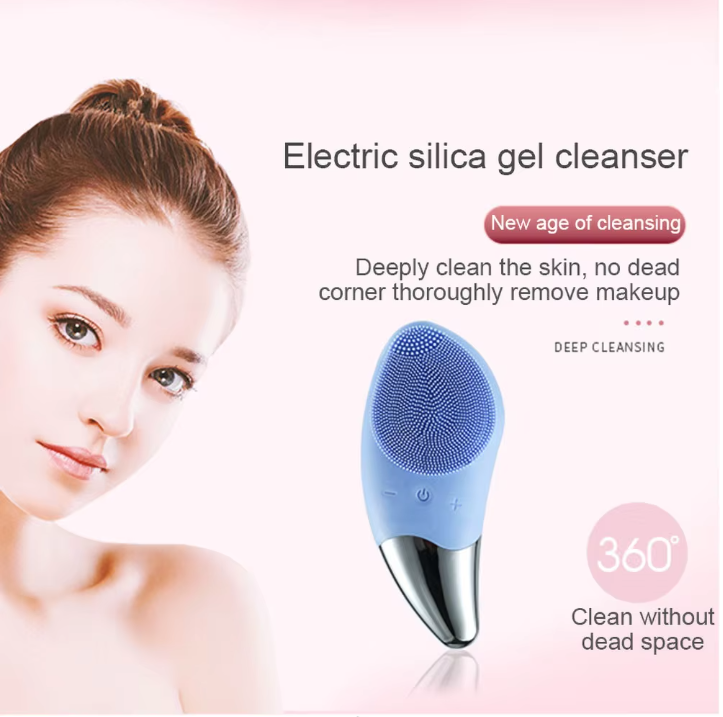 Electric silica gel cleanser
New age of cleansing
Deeply clean the skin, no dead
corner thoroughly remove makeup
DEEP CLEANSING
360°
Clean without
dead space